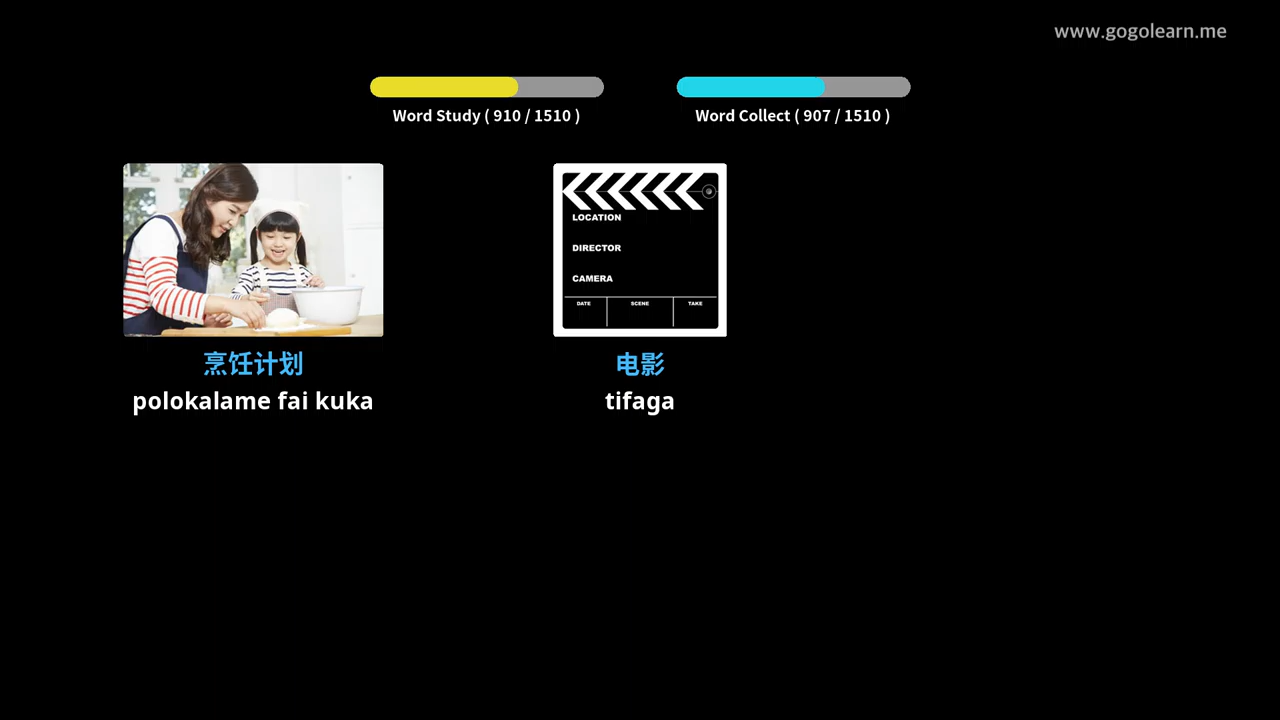 www.gogolearn.me
Word Study ( 910 / 1510 )
Word Collect ( 907 / 1510 )
LOCATION
DIRECTOR
CAMERA
DATE
SCENE
TAKE
烹饪计划
电影
polokalame fai kuka
tifaga